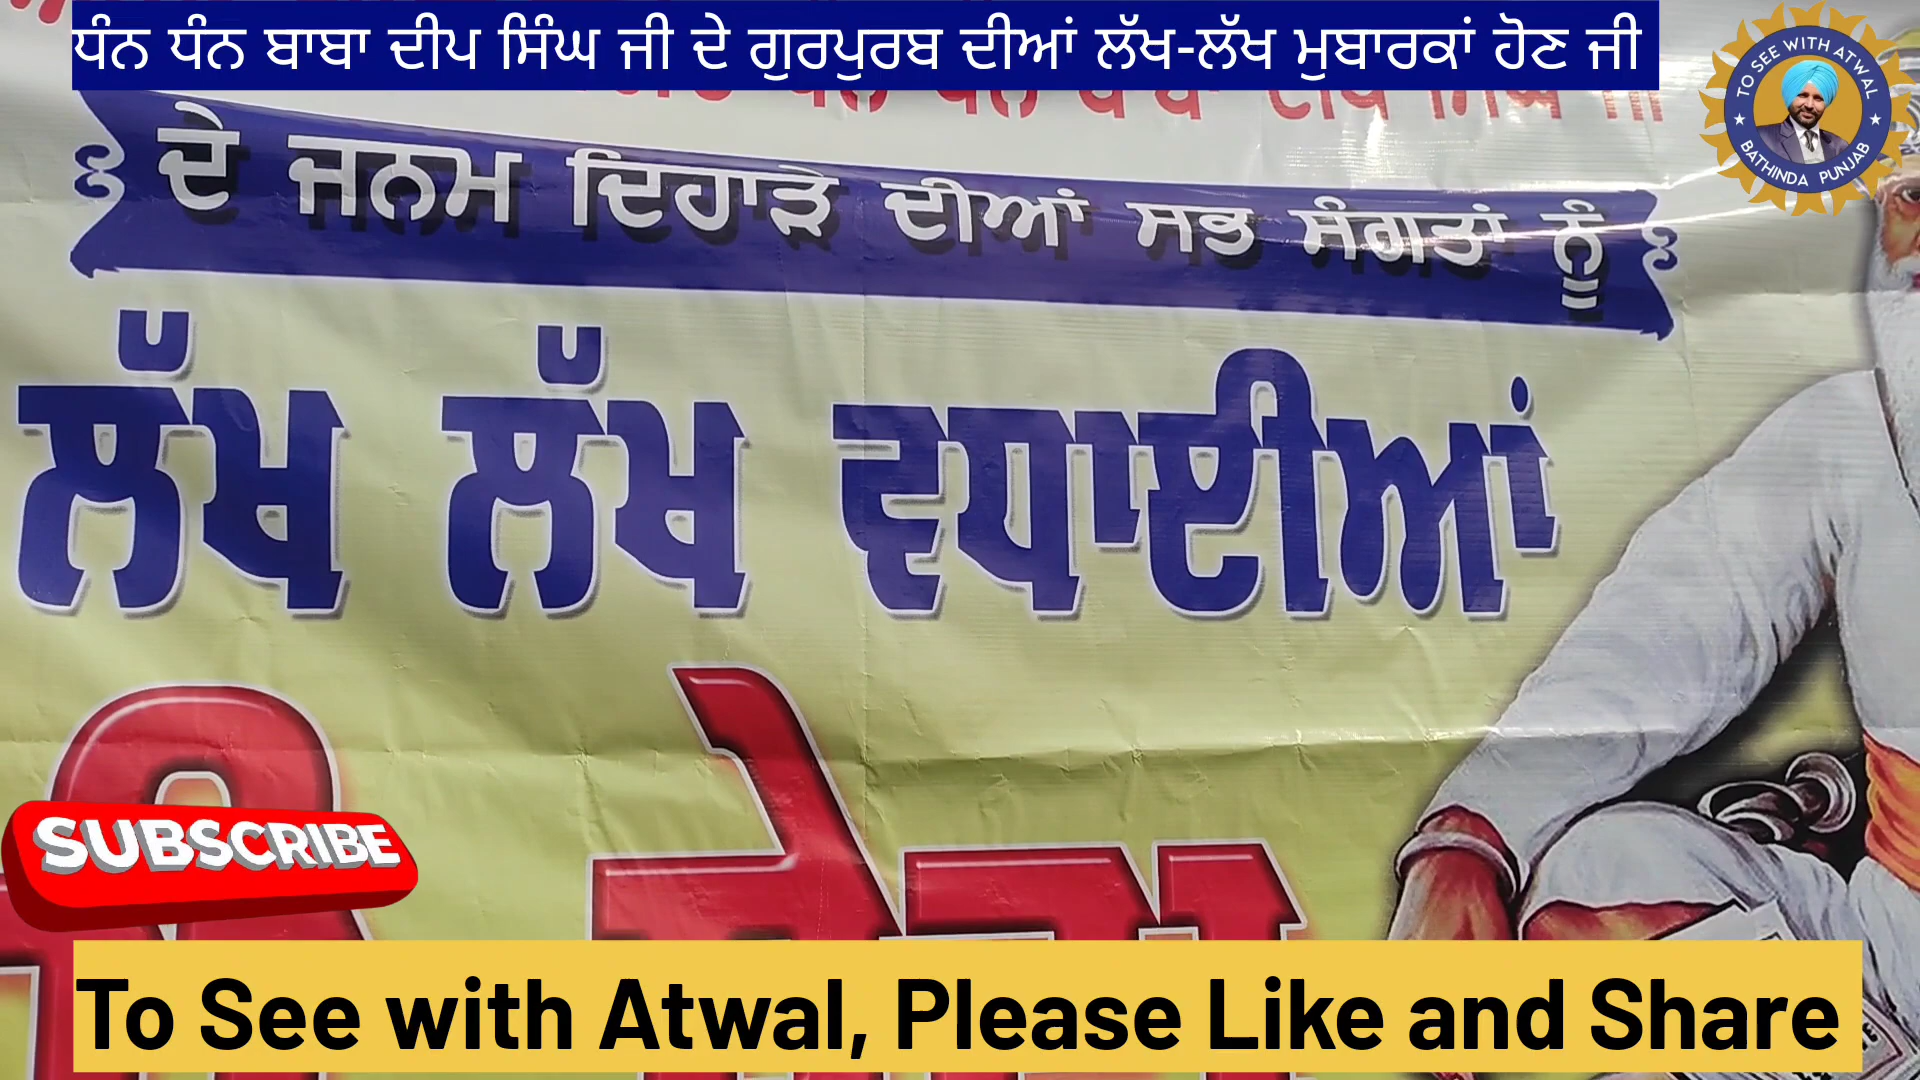 ਧੰਨ ਧੰਨ ਬਾਬਾ ਦੀਪ ਸਿੰਘ ਜੀ ਦੇ ਗੁਰਪੁਰਬ ਦੀਆਂ ਲੱਖ-ਲੱਖ ਮੁਬਾਰਕਾਂ ਹੋਣ ਜੀ
TO SEE WITH ATWAL
BATHINDA PUNJAB
ਦੇ ਜਨਮ ਦਿਹਾੜੇ ਦੀਆਂ ਸਭ ਸੰਗਤਾਂ ਨੂੰ
ਲੱਖ ਲੱਖ ਵਧਾਈਆਂ
SUBSCRIBE
To See with Atwal, Please Like and Share